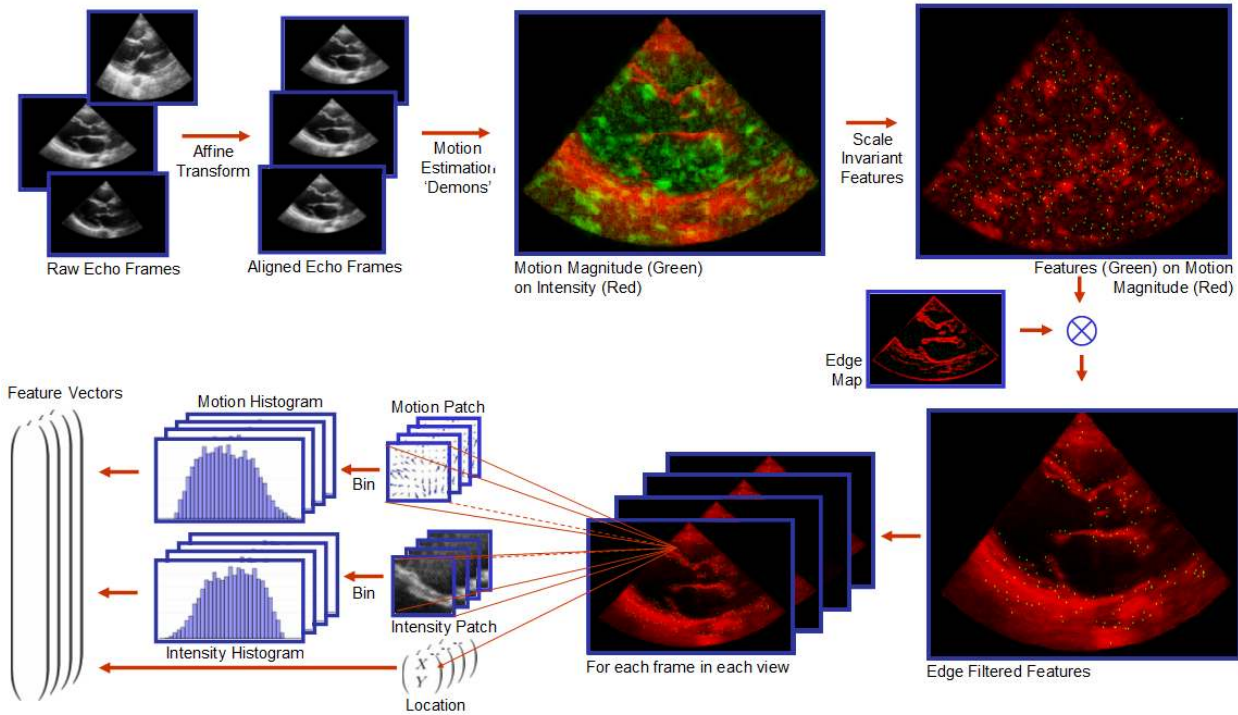 Raw Echo Frames
Affine
Transform
Aligned Echo Frames
Motion
Estimation
'Demons'
Motion Magnitude (Green)
on Intensity (Red)
Scale
Invariant
Features
Features (Green) on Motion
Magnitude (Red)
Edge
Map
Edge Filtered Features
For each frame in each view
Motion Patch
Bin
Motion Histogram
Intensity Patch
Bin
Intensity Histogram
X
Y
Location
Feature Vectors